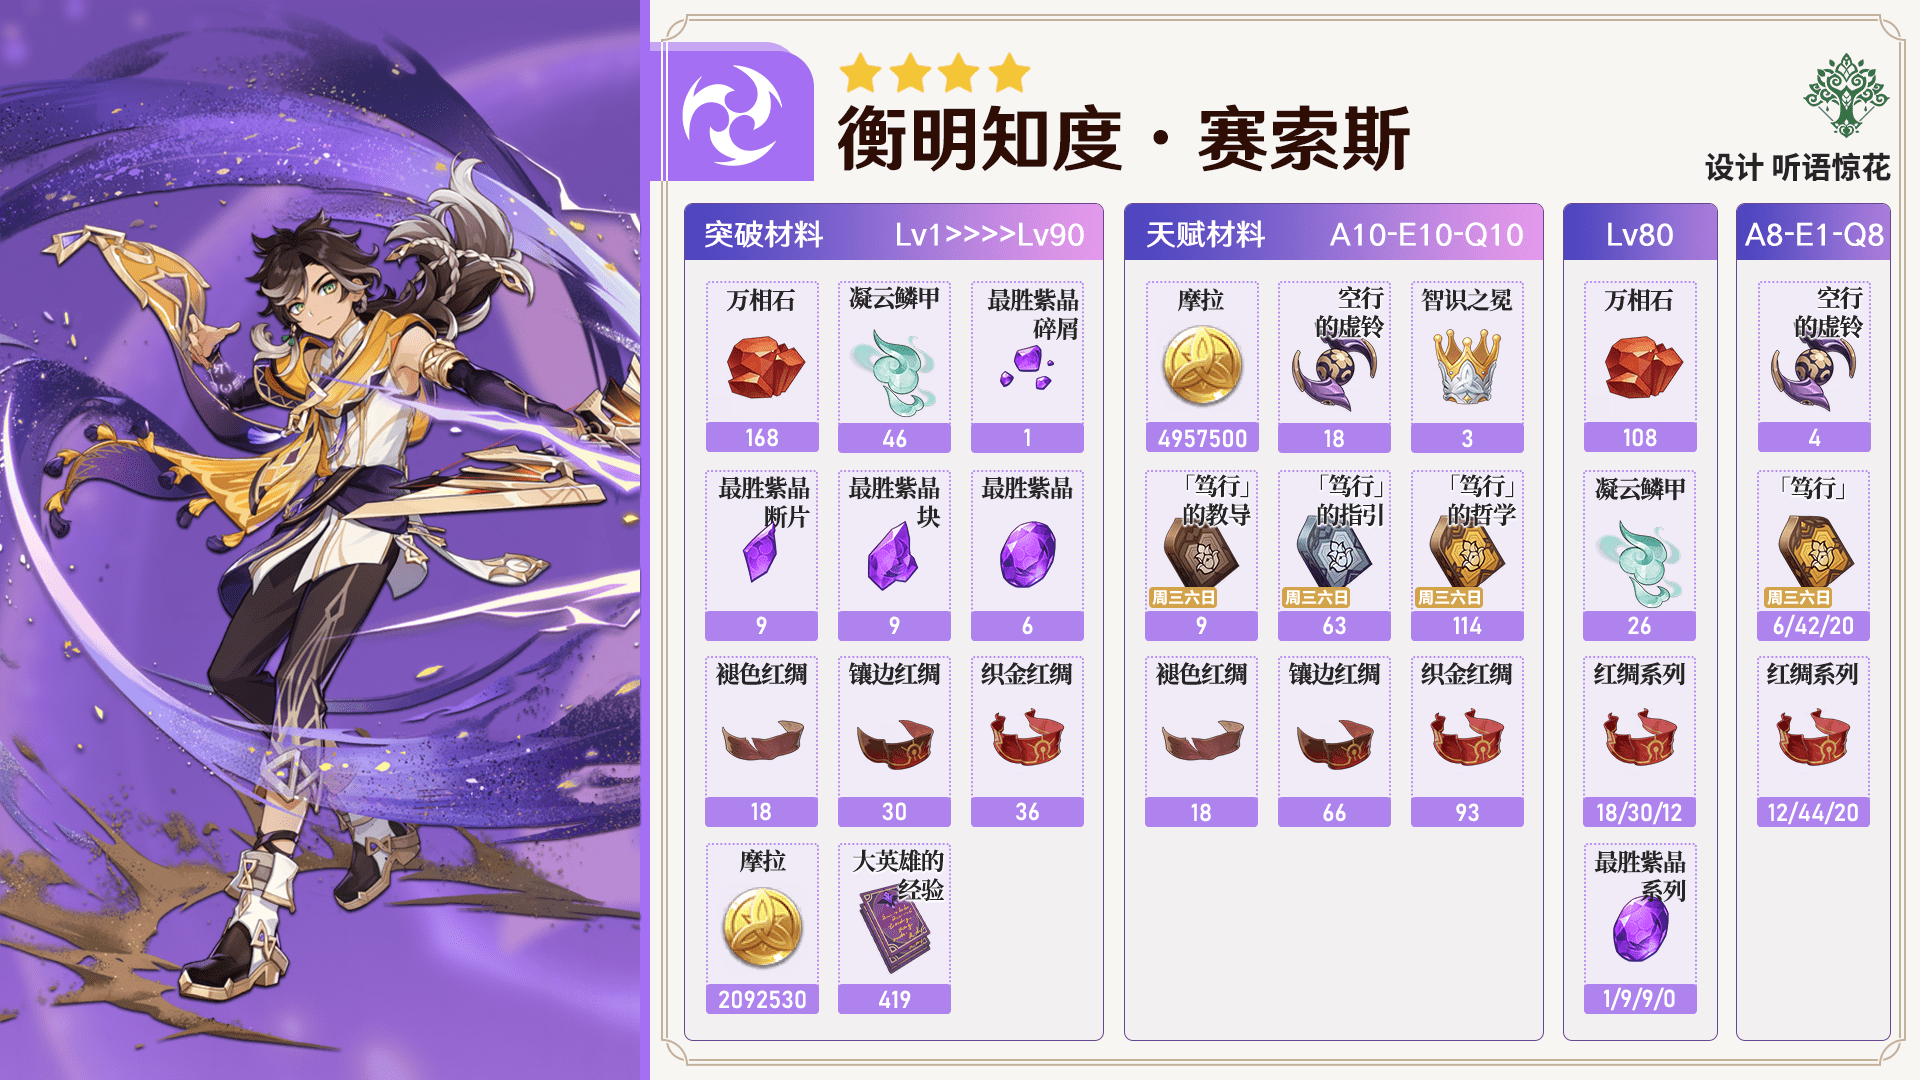 衡明知度·赛索斯
设计 听语惊花
突破材料 Lv1>>>>Lv90
万相石
168
凝云鳞甲
46
最胜紫晶
碎屑
1
最胜紫晶
断片
9
最胜紫晶
块
9
最胜紫晶
6
褪色红绸
18
镶边红绸
30
织金红绸
36
摩拉
2092530
大英雄的
经验
419
天赋材料 A10-E10-Q10
摩拉
4957500
空行
的虚铃
18
智识之冕
3
「笃行」
的教导
周三六日
9
「笃行」
的指引
周三六日
63
「笃行」
的哲学
周三六日
114
褪色红绸
18
镶边红绸
66
织金红绸
93
Lv80
万相石
108
凝云鳞甲
26
红绸系列
18/30/12
最胜紫晶
系列
1/9/9/0
A8-E1-Q8
空行
的虚铃
4
「笃行」
周三六日
6/42/20
红绸系列
12/44/20